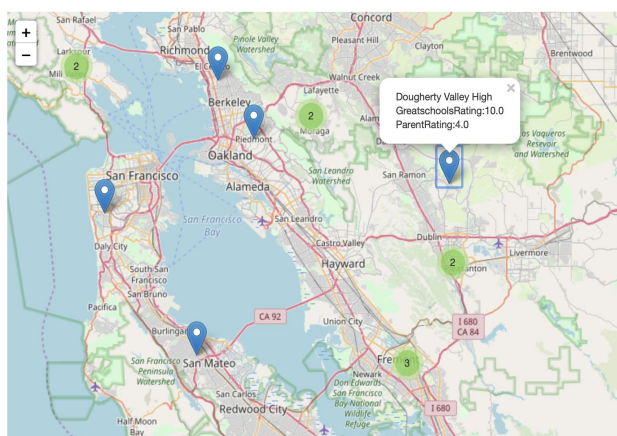 San Rafael
San Pablo
Concord
Pinole Valley
Watershed
Pleasant Hill
Clayton
Brentwood
Richmond
+
−
Larkspur
2
Mill Valley
El Cerrito
Walnut Creek
Lafayette
Berkeley
2
Moraga
Piedmont
Oakland
Dougherty Valley High
GreatschoolsRating:10.0
ParentRating:4.0
×
Vaqueros
Resevoir
and Watershed
San Francisco
San Leandro
Watershed
San Ramon
Alameda
San Francisco
Bay
San Leandro
Daly City
Castro Valley
Dublin
Livermore
2
Hayward
South San
Francisco
San Bruno
Pacifica
CA 92
Union City
I 680
CA 84
Burlingame
San Francisco
Peninsula
Watershed
San Mateo
3
Newark
Don Edwards
San Francisco
Bay National
Wildlife
Refuge
San Carlos
Redwood City
I 680
Half Moon
Bay